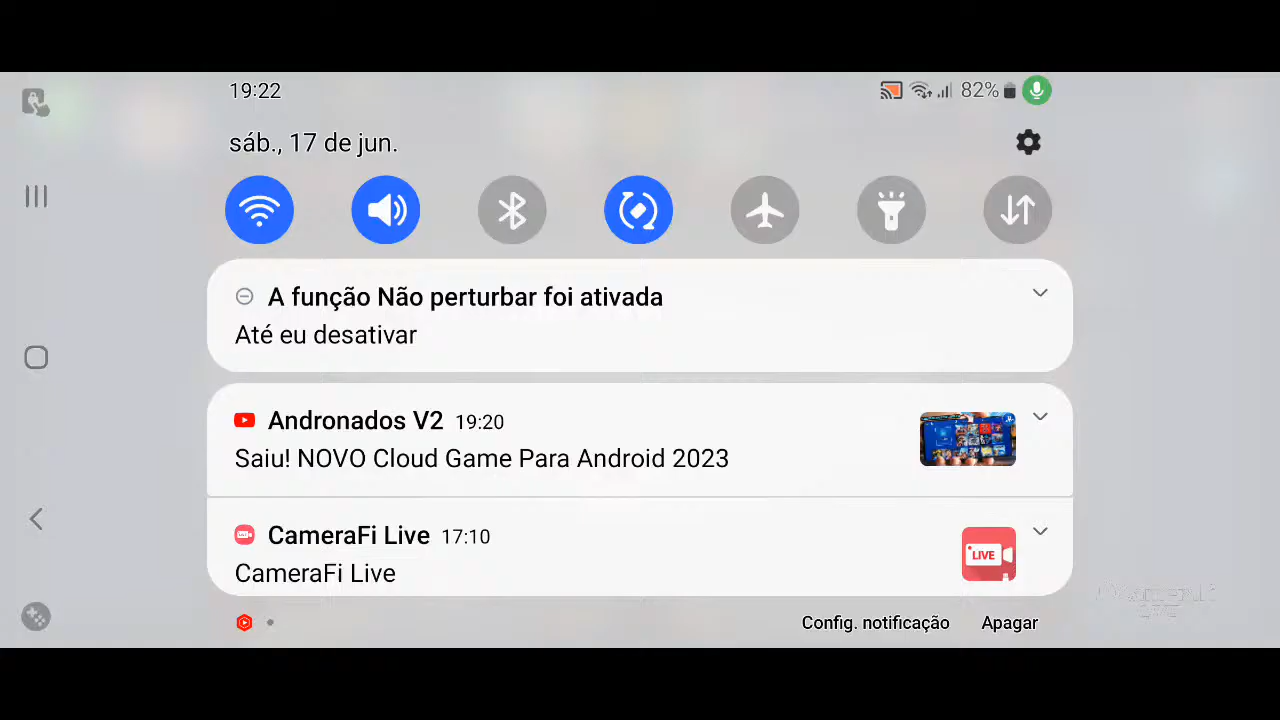 19:22
82%
sáb., 17 de jun.
A função Não perturbar foi ativada
Até eu desativar
Andronados V2 19:20
Saiu! NOVO Cloud Game Para Android 2023
CameraFi Live 17:10
LIVE
CameraFi Live
Config. notificação Apagar